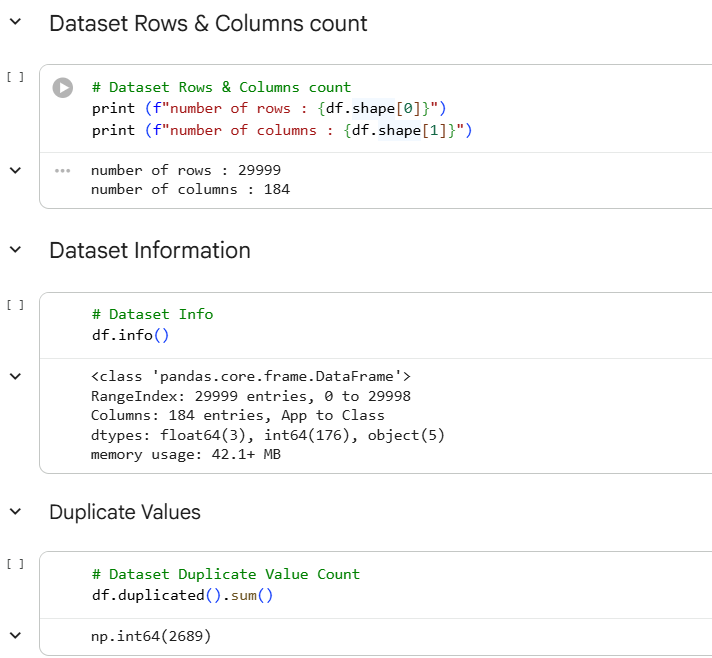 Dataset Rows & Columns count
[ ]
# Dataset Rows & Columns count
print (f"number of rows : {df.shape[0]}")
print (f"number of columns : {df.shape[1]}")
number of rows : 29999
number of columns : 184
Dataset Information
[ ]
# Dataset Info
df.info()
<class 'pandas.core.frame.DataFrame'>
RangeIndex: 29999 entries, 0 to 29998
Columns: 184 entries, App to Class
dtypes: float64(3), int64(176), object(5)
memory usage: 42.1+ MB
Duplicate Values
[ ]
# Dataset Duplicate Value Count
df.duplicated().sum()
np.int64(2689)